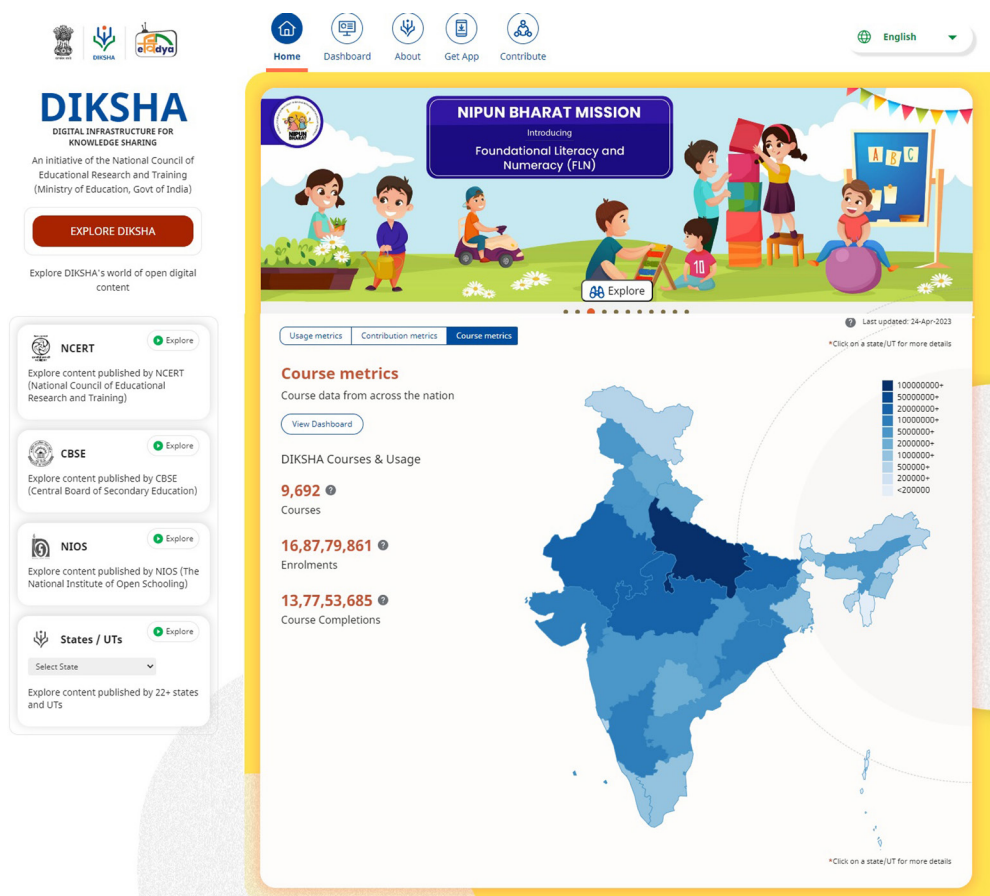 DIKSHA
DIKSHA
DIGITAL INFRASTRUCTURE FOR
KNOWLEDGE SHARING
An initiative of the National Council of
Educational Research and Training
(Ministry of Education, Govt of India)
EXPLORE DIKSHA
Explore DIKSHA's world of open digital
content
NCERT
Explore
Explore content published by NCERT
(National Council of Educational
Research and Training)
CBSE
Explore
Explore content published by CBSE
(Central Board of Secondary Education)
NIOS
Explore
Explore content published by NIOS (The
National Institute of Open Schooling)
States / UTs
Explore
Select State
Explore content published by 22+ states
and UTs
Home
Dashboard
About
Get App
Contribute
English
NIPUN
BHARAT
NIPUN BHARAT MISSION
Introducing
Foundational Literacy and
Numeracy (FLN)
A B C
10
Explore
Usage metrics
Contribution metrics
Course metrics
Last updated: 24-Apr-2023
*Click on a state/UT for more details
Course metrics
Course data from across the nation
View Dashboard
DIKSHA Courses & Usage
9,692
Courses
16,87,79,861
Enrolments
13,77,53,685
Course Completions
100000000+
50000000+
20000000+
10000000+
5000000+
2000000+
1000000+
500000+
200000+
<200000
*Click on a state/UT for more details